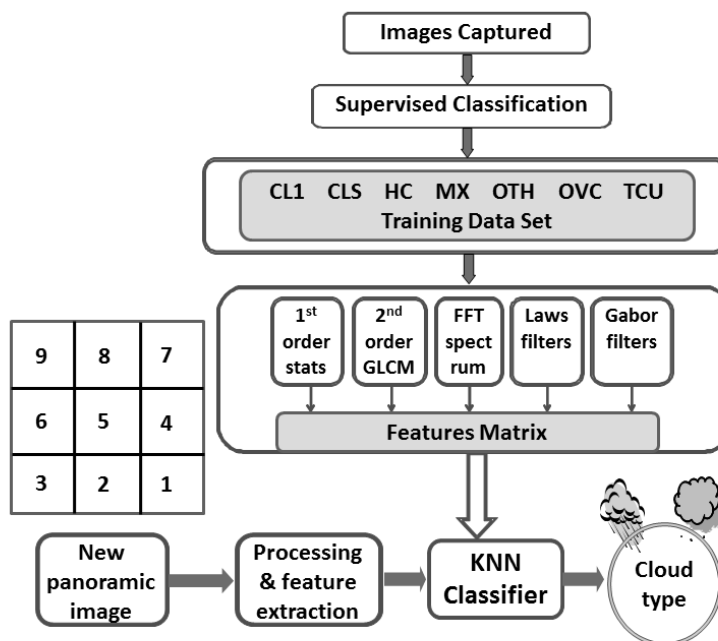 Images Captured
Supervised Classification
CL1 CLS HC MX OTH OVC TCU
Training Data Set
1st
order
stats
2nd
order
GLCM
FFT
spect
rum
Laws
filters
Gabor
filters
Features Matrix
9 8 7
6 5 4
3 2 1
New
panoramic
image
Processing
& feature
extraction
KNN
Classifier
Cloud
type